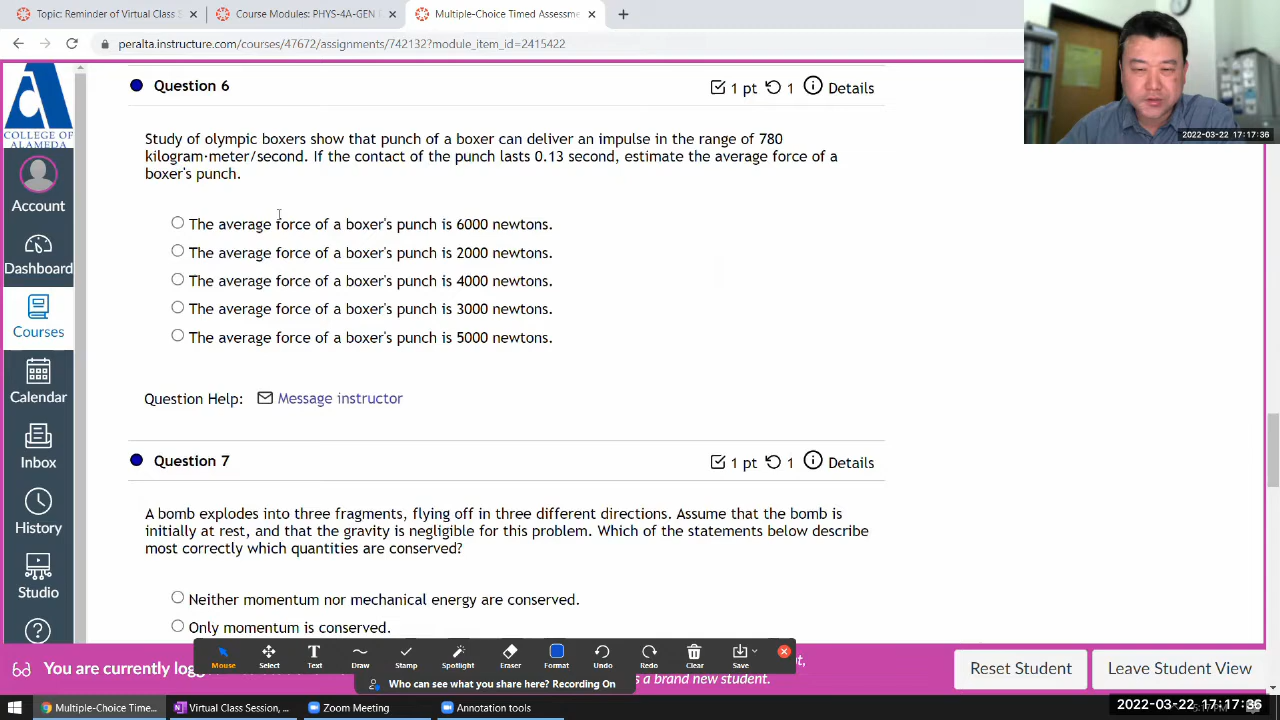 Topic: Reminder of Virtual Class S
Course Modules: PHYS-4A-GEN P
Multiple-Choice Timed Assessme
peralta.instructure.com/courses/47672/assignments/742132?module_item_id=2415422
2022-03-22 17:17:36
COLLEGE OF
ALAMEDA
Account
Dashboard
Courses
Calendar
Inbox
History
Studio
Question 6
1 pt 1 Details
Study of olympic boxers show that punch of a boxer can deliver an impulse in the range of 780
kilogram·meter/second. If the contact of the punch lasts 0.13 second, estimate the average force of a
boxer's punch.
The average force of a boxer's punch is 6000 newtons.
The average force of a boxer's punch is 2000 newtons.
The average force of a boxer's punch is 4000 newtons.
The average force of a boxer's punch is 3000 newtons.
The average force of a boxer's punch is 5000 newtons.
Question Help: Message instructor
Question 7
1 pt 1 Details
A bomb explodes into three fragments, flying off in three different directions. Assume that the bomb is
initially at rest, and that the gravity is negligible for this problem. Which of the statements below describe
most correctly which quantities are conserved?
Neither momentum nor mechanical energy are conserved.
Only momentum is conserved.
Mouse Select Text Draw Stamp Spotlight Eraser Format Undo Redo Clear Save
Who can see what you share here? Recording On
You are currently log
s a brand new student.
Reset Student
Leave Student View
Multiple-Choice Time...
Virtual Class Session, ...
Zoom Meeting
Annotation tools
2022-03-22 17:17:36